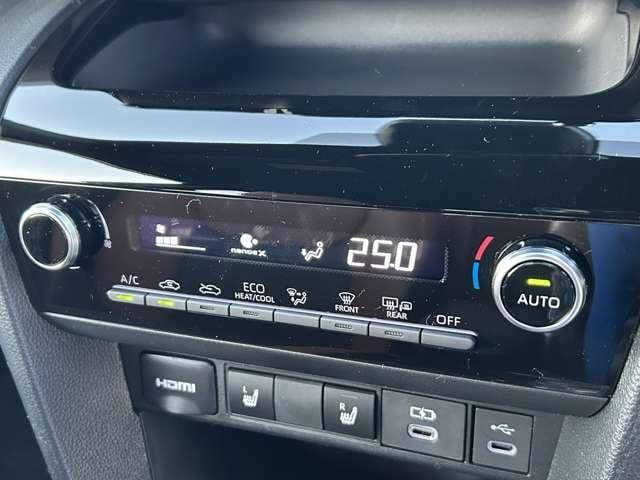 nanoe X
25.0
A/C
ECO
HEAT/COOL
FRONT
REAR
OFF
AUTO
HDMI
L
R